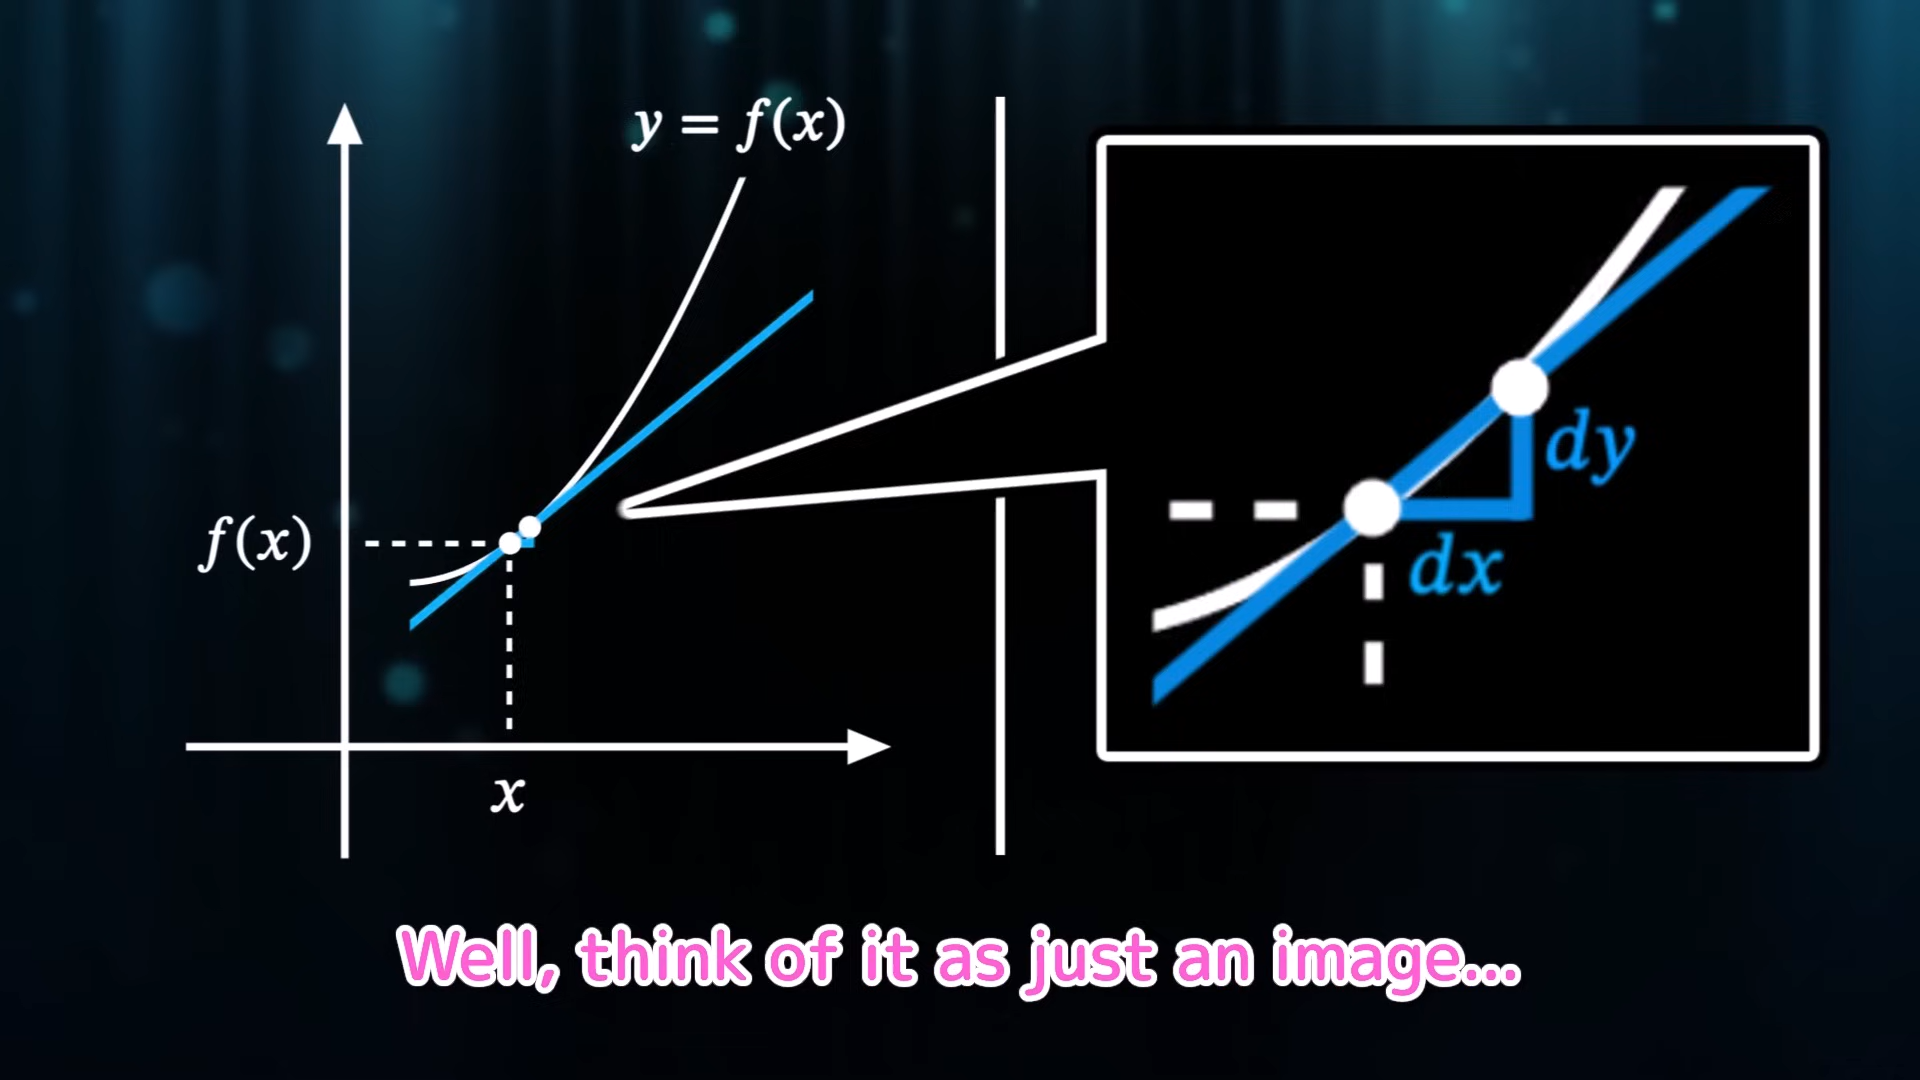 y = f(x)
f(x)
x
dy
dx
Well, think of it as just an image...